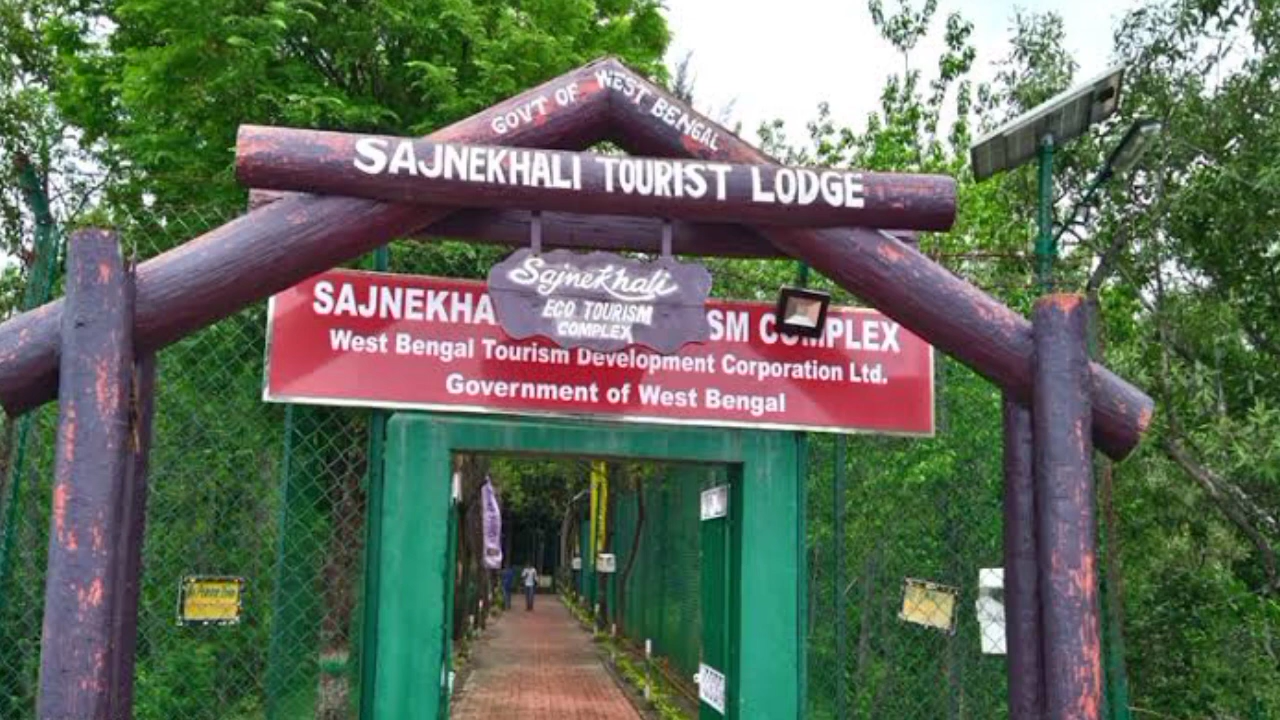 GOVT OF WEST BENGAL
SAJNEKHALI TOURIST LODGE
Sajnekhali
ECO TOURISM
COMPLEX
SAJNEKHA SM COMPLEX
West Bengal Tourism Development Corporation Ltd.
Government of West Bengal